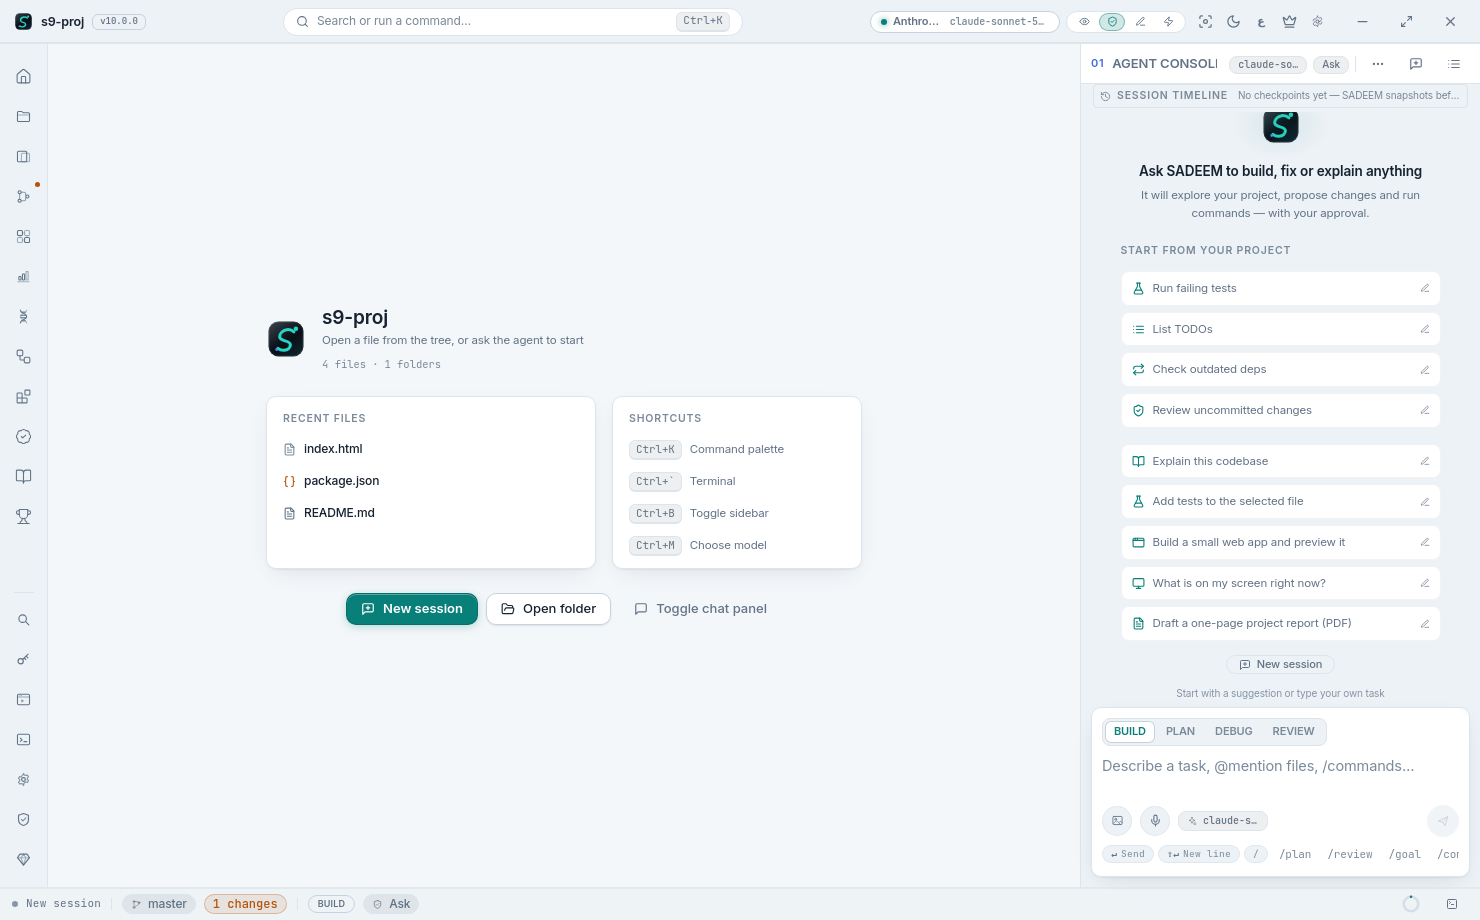 s9-proj v10.0.0
Search or run a command... Ctrl+K
Anthro... claude-sonnet-5...
ع
01 AGENT CONSOL claude-so... Ask
SESSION TIMELINE No checkpoints yet — SADEEM snapshots bef...
Ask SADEEM to build, fix or explain anything
It will explore your project, propose changes and run
commands — with your approval.
START FROM YOUR PROJECT
Run failing tests
List TODOs
Check outdated deps
Review uncommitted changes
Explain this codebase
Add tests to the selected file
Build a small web app and preview it
What is on my screen right now?
Draft a one-page project report (PDF)
New session
Start with a suggestion or type your own task
BUILD PLAN DEBUG REVIEW
Describe a task, @mention files, /commands...
claude-s...
↵ Send ⇧↵ New line / /plan /review /goal /con
s9-proj
Open a file from the tree, or ask the agent to start
4 files · 1 folders
RECENT FILES
index.html
package.json
README.md
SHORTCUTS
Ctrl+K Command palette
Ctrl+` Terminal
Ctrl+B Toggle sidebar
Ctrl+M Choose model
New session Open folder Toggle chat panel
New session master 1 changes BUILD Ask